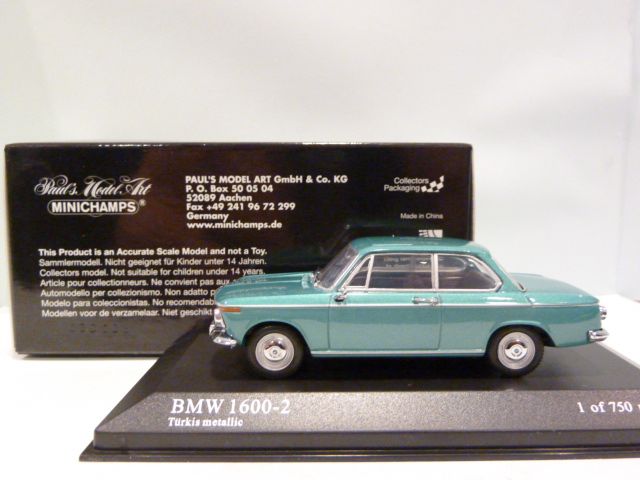 Paul's Model Art
MINICHAMPS®
PAUL'S MODEL ART GmbH & Co. KG
P. O. Box 50 05 04
52089 Aachen
Fax +49 241 96 72 299
Germany
www.minichamps.de
Collectors
Packaging
Made in China
This Product is an Accurate Scale Model and not a Toy.
Sammlermodell. Nicht geeignet für Kinder unter 14 Jahren.
Collectors model. Not suitable for children under 14 years.
Article pour collectionneurs. Ne convient pas aux
Automodello per collezionismo. Non adatto
Modelo para coleccionistas. No recomendab
Modellen voor de verzamelaar. Niet geschikt
BMW 1600-2
Türkis metallic
1 of 750